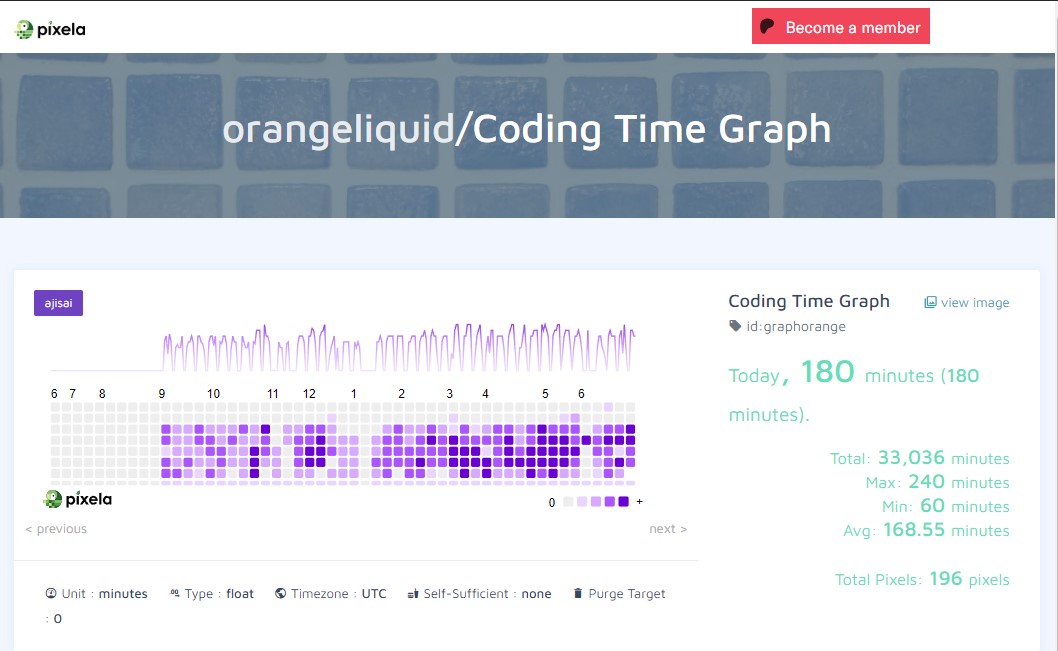 pixela
Become a member
orangeliquid/Coding Time Graph
ajisai
6 7 8 9 10 11 12 1 2 3 4 5 6
pixela
0 +
< previous next >
Unit : minutes Type : float Timezone : UTC Self-Sufficient : none Purge Target
: 0
Coding Time Graph view image
id:graphorange
Today, 180 minutes (180
minutes).
Total: 33,036 minutes
Max: 240 minutes
Min: 60 minutes
Avg: 168.55 minutes
Total Pixels: 196 pixels